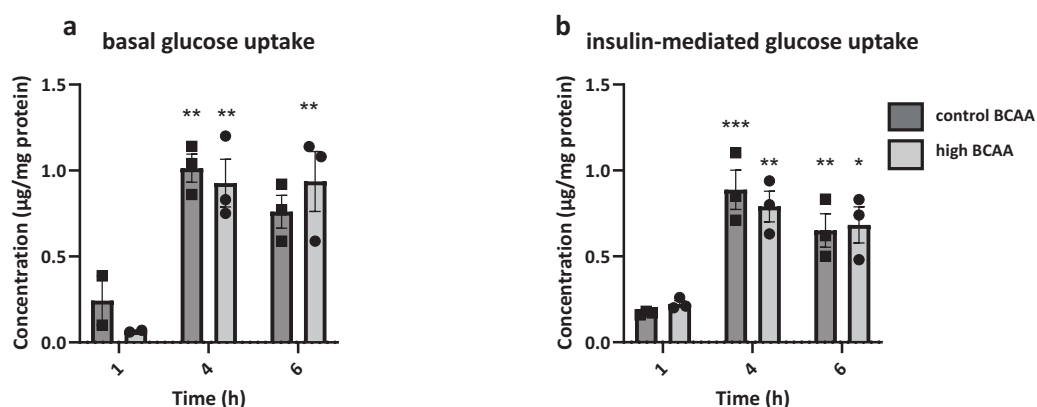 a
basal glucose uptake
Concentration (µg/mg protein)
1.5
1.0
0.5
0.0
**
**
**
1
4
6
Time (h)
b
insulin-mediated glucose uptake
Concentration (µg/mg protein)
1.5
1.0
0.5
0.0
***
**
**
*
1
4
6
Time (h)
control BCAA
high BCAA